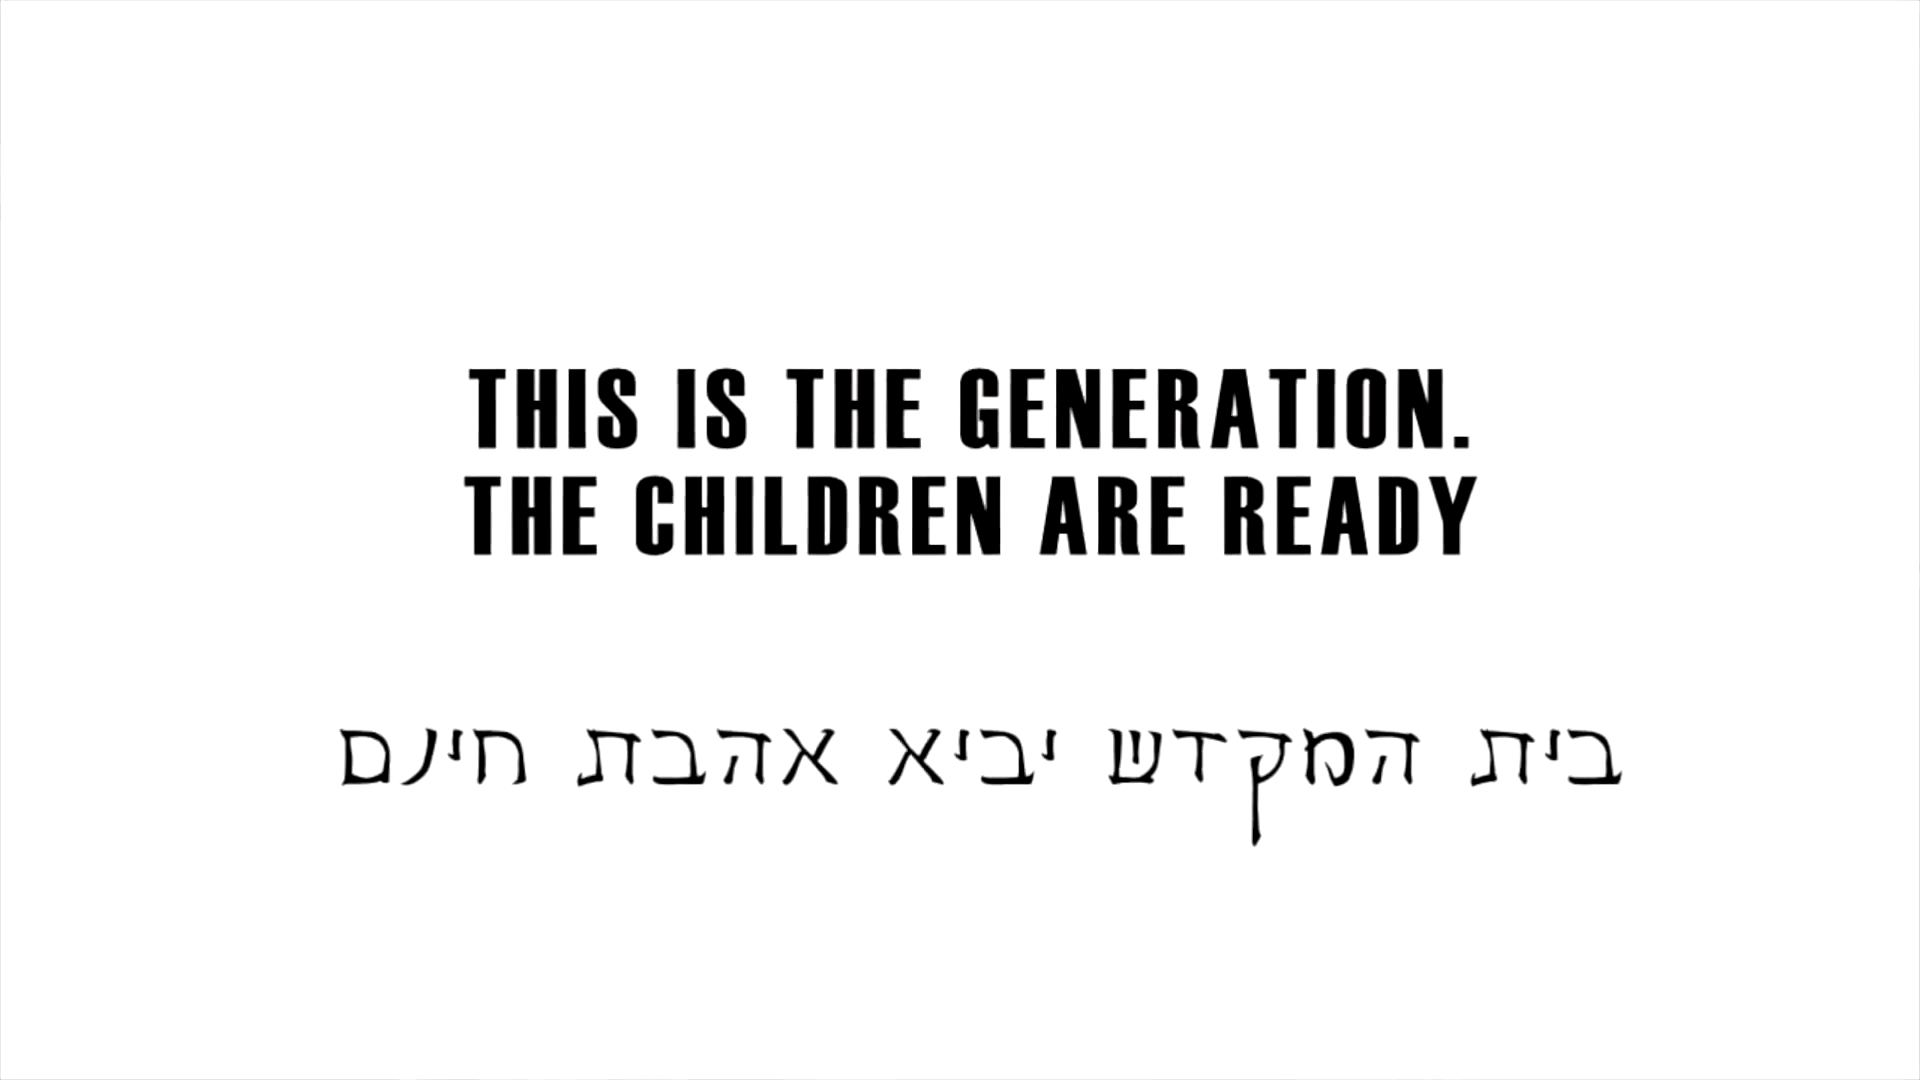 THIS IS THE GENERATION.
THE CHILDREN ARE READY
בית המקדש יביא אהבת חינם